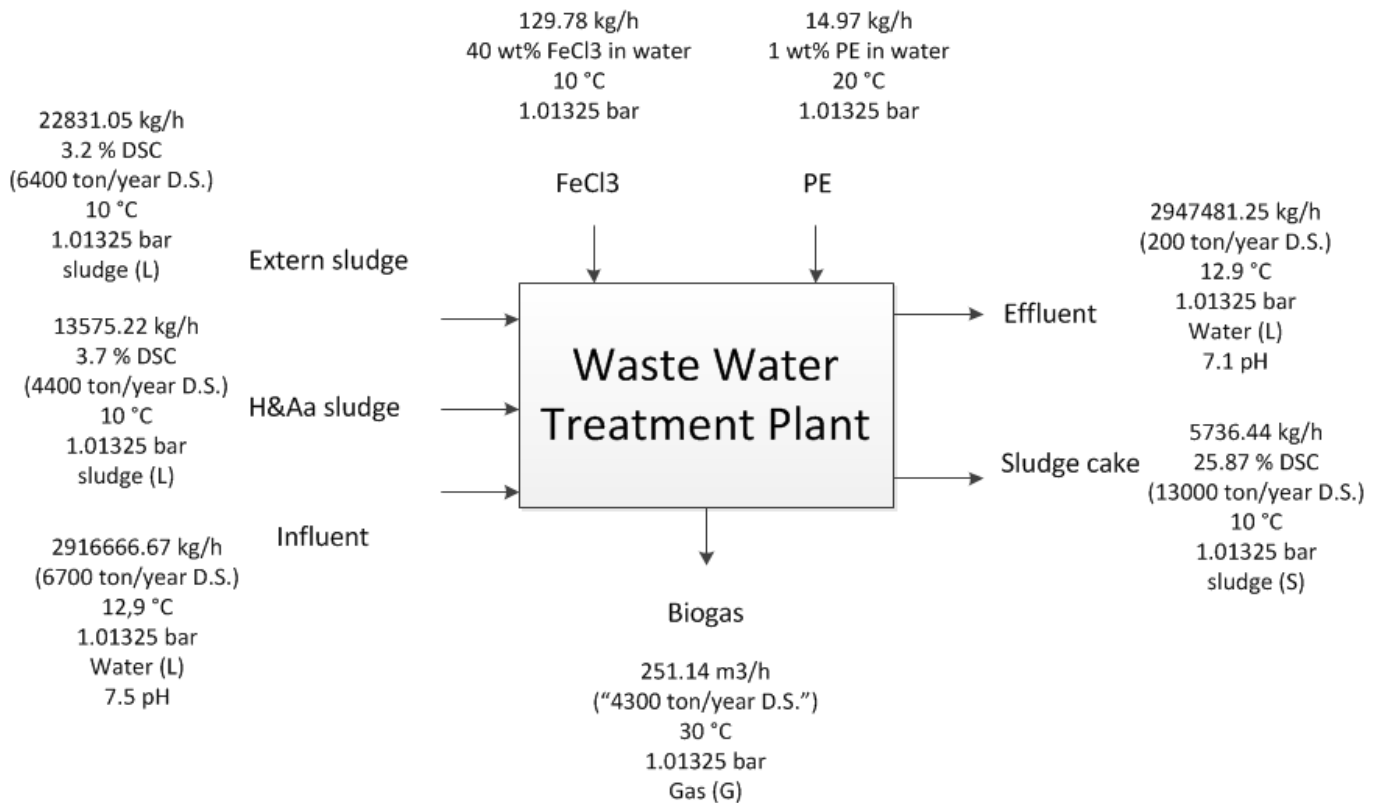 129.78 kg/h
40 wt% FeCl3 in water
10 °C
1.01325 bar
14.97 kg/h
1 wt% PE in water
20 °C
1.01325 bar
22831.05 kg/h
3.2 % DSC
(6400 ton/year D.S.)
10 °C
1.01325 bar
sludge (L)
Extern sludge
FeCl3
PE
13575.22 kg/h
3.7 % DSC
(4400 ton/year D.S.)
10 °C
1.01325 bar
sludge (L)
H&Aa sludge
2916666.67 kg/h
(6700 ton/year D.S.)
12,9 °C
1.01325 bar
Water (L)
7.5 pH
Influent
Waste Water
Treatment Plant
Effluent
2947481.25 kg/h
(200 ton/year D.S.)
12.9 °C
1.01325 bar
Water (L)
7.1 pH
Sludge cake
5736.44 kg/h
25.87 % DSC
(13000 ton/year D.S.)
10 °C
1.01325 bar
sludge (S)
Biogas
251.14 m3/h
(“4300 ton/year D.S.”)
30 °C
1.01325 bar
Gas (G)